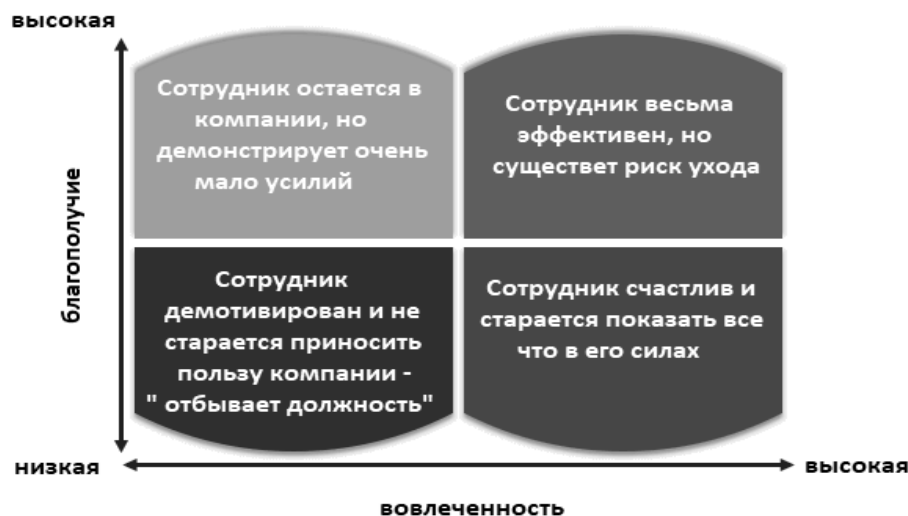 высокая
Сотрудник остается в
компании, но
демонстрирует очень
мало усилий
Сотрудник весьма
эффективен, но
существет риск ухода
благополучие
Сотрудник
демотивирован и не
старается приносить
пользу компании -
" отбывает должность"
Сотрудник счастлив и
старается показать все
что в его силах
низкая
высокая
вовлеченность